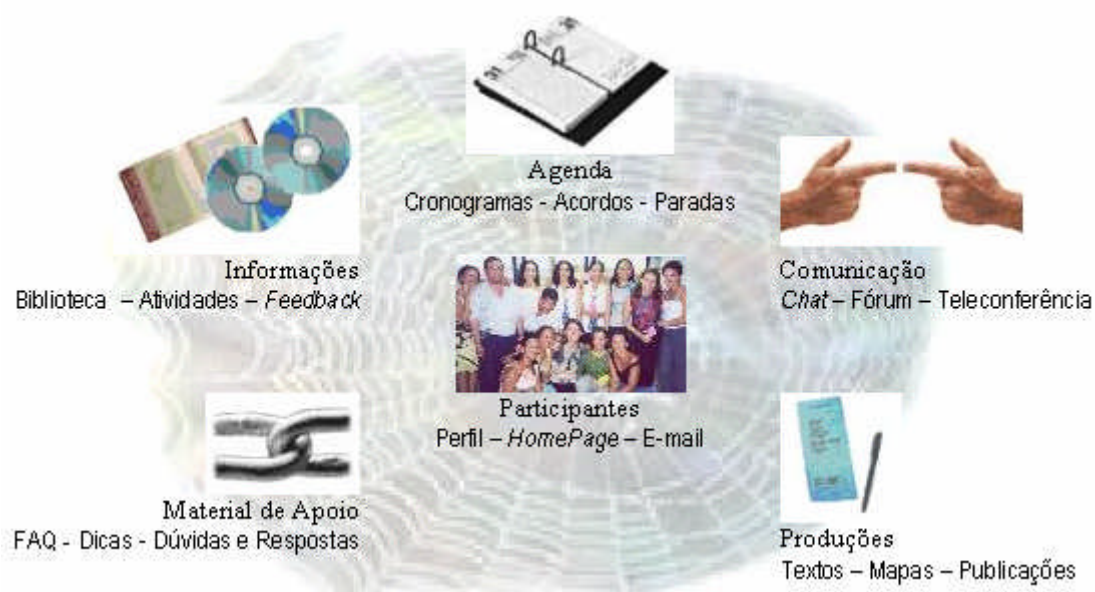 Agenda
Cronogramas - Acordos - Paradas
Informações
Biblioteca – Atividades – Feedback
Comunicação
Chat – Fórum – Teleconferência
Participantes
Perfil – HomePage – E-mail
Material de Apoio
FAQ - Dicas - Dúvidas e Respostas
Produções
Textos – Mapas – Publicações